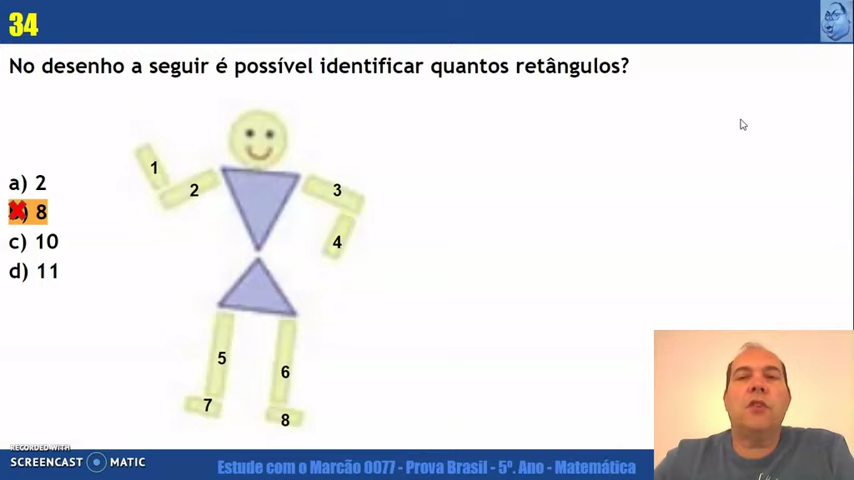 34
No desenho a seguir é possível identificar quantos retângulos?
a) 2
) 8
c) 10
d) 11
1
2
3
4
5
6
7
8
RECORDED WITH
SCREENCAST MATIC
Estude com o Marcão 0077 - Prova Brasil - 5º. Ano - Matemática